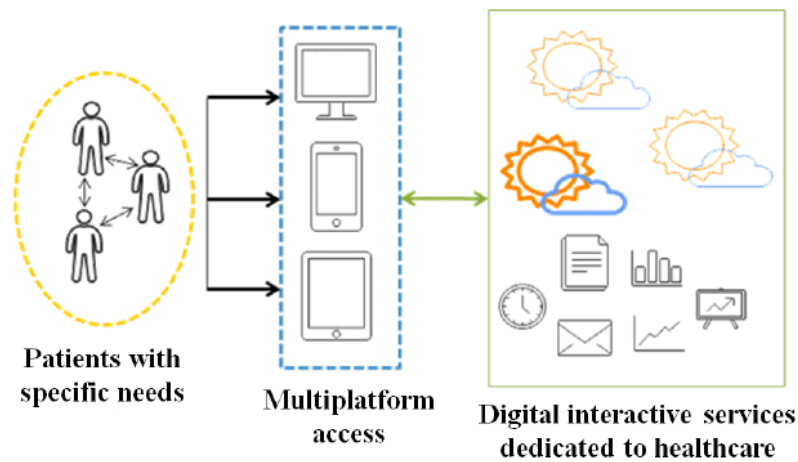 Patients with
specific needs
Multiplatform
access
Digital interactive services
dedicated to healthcare